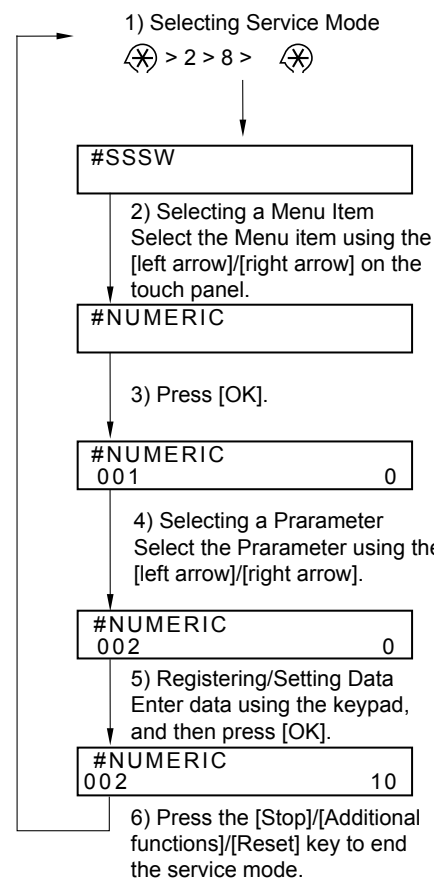 1) Selecting Service Mode
> 2 > 8 >
#SSSW
2) Selecting a Menu Item
Select the Menu item using the
[left arrow]/[right arrow] on the
touch panel.
#NUMERIC
3) Press [OK].
#NUMERIC
001 0
4) Selecting a Prarameter
Select the Prarameter using the
[left arrow]/[right arrow].
#NUMERIC
002 0
5) Registering/Setting Data
Enter data using the keypad,
and then press [OK].
#NUMERIC
002 10
6) Press the [Stop]/[Additional
functions]/[Reset] key to end
the service mode.